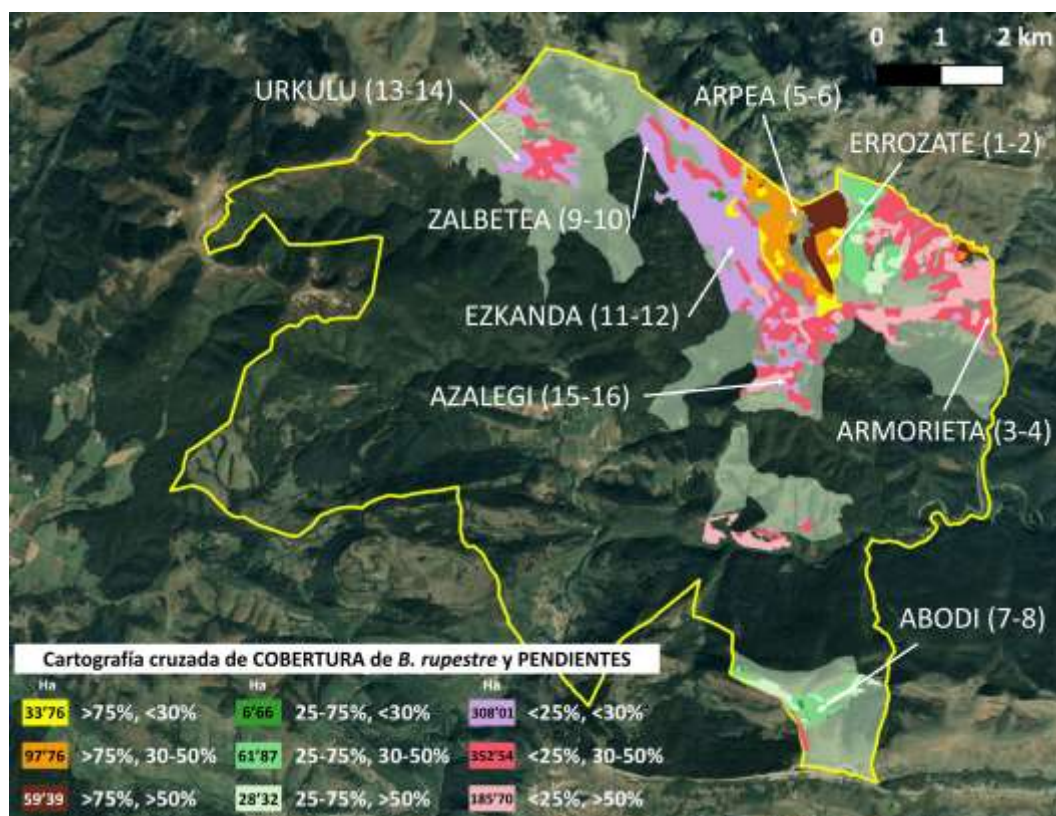 0 1 2 km
URKULU (13-14)
ARPEA (5-6)
ERROZATE (1-2)
ZALBETEA (9-10)
EZKANDA (11-12)
AZALEGI (15-16)
ARMORIETA (3-4)
ABODI (7-8)
Cartografía cruzada de COBERTURA de B. rupestre y PENDIENTES
Ha Ha Ha
33'76 >75%, <30% 6'66 25-75%, <30% 308'01 <25%, <30%
97'76 >75%, 30-50% 61'87 25-75%, 30-50% 352'54 <25%, 30-50%
59'39 >75%, >50% 28'32 25-75%, >50% 185'70 <25%, >50%